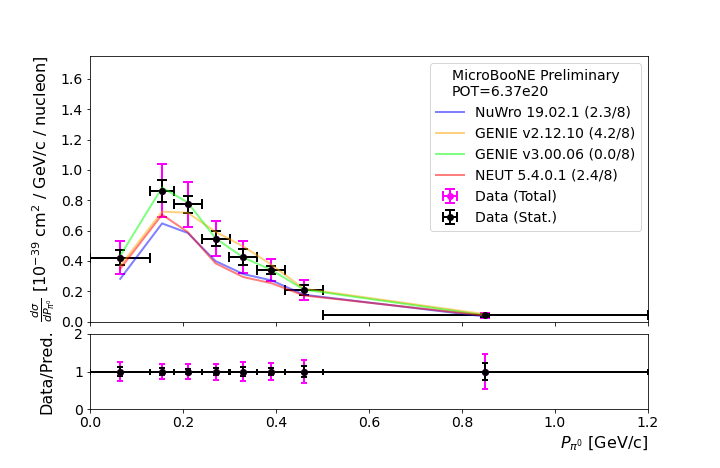 MicroBooNE Preliminary
POT=6.37e20
NuWro 19.02.1 (2.3/8)
GENIE v2.12.10 (4.2/8)
GENIE v3.00.06 (0.0/8)
NEUT 5.4.0.1 (2.4/8)
Data (Total)
Data (Stat.)
dσ/dP_π⁰ [10⁻³⁹ cm² / GeV/c / nucleon]
1.6
1.4
1.2
1.0
0.8
0.6
0.4
0.2
0.0
Data/Pred.
2
1
0
0.0 0.2 0.4 0.6 0.8 1.0 1.2
P_π⁰ [GeV/c]